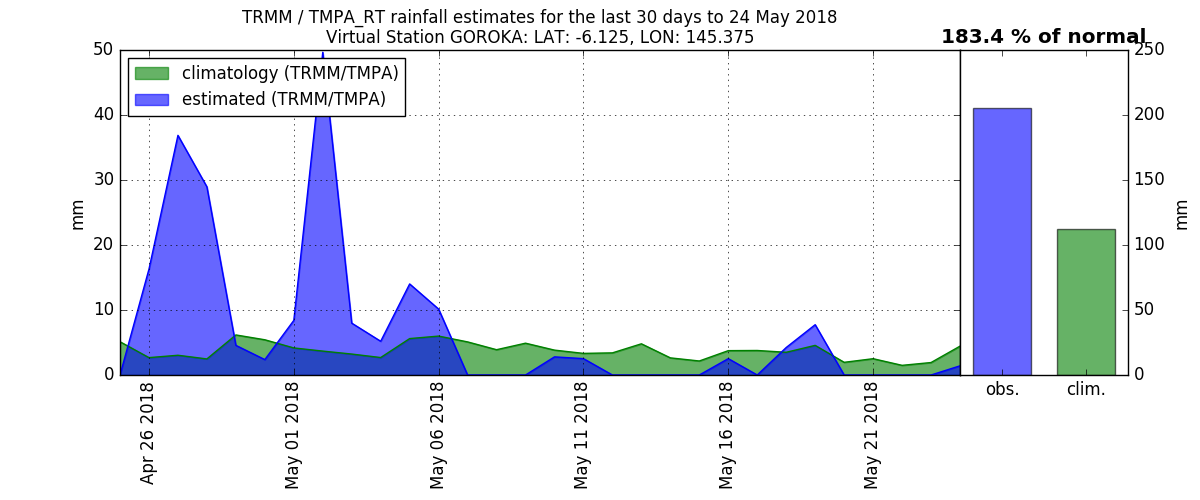 TRMM / TMPA_RT rainfall estimates for the last 30 days to 24 May 2018
Virtual Station GOROKA: LAT: -6.125, LON: 145.375
183.4 % of normal
climatology (TRMM/TMPA)
estimated (TRMM/TMPA)
50
40
30
20
10
0
mm
Apr 26 2018
May 01 2018
May 06 2018
May 11 2018
May 16 2018
May 21 2018
250
200
150
100
50
0
mm
obs.
clim.